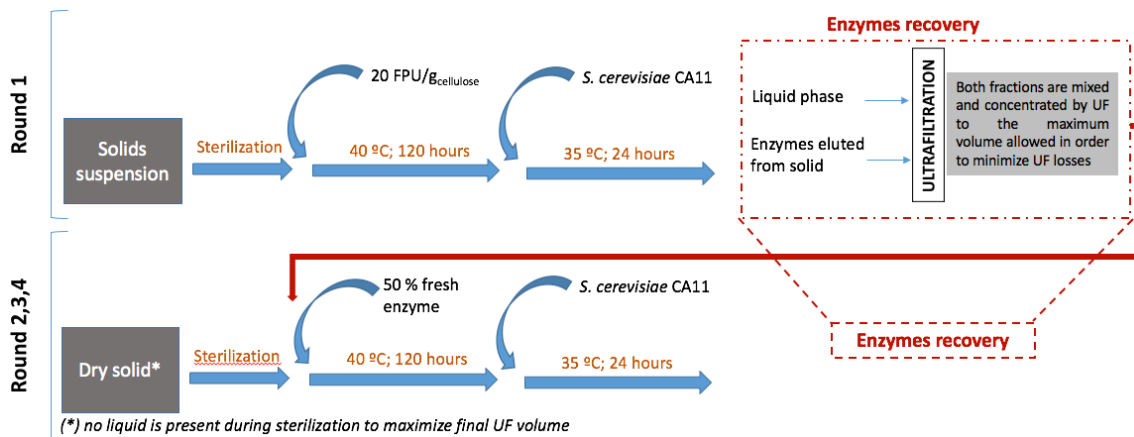 Enzymes recovery
Round 1
20 FPU/gcellulose
S. cerevisiae CA11
Solids
suspension
Sterilization
40 ºC; 120 hours
35 ºC; 24 hours
Liquid phase
Enzymes eluted
from solid
ULTRAFILTRATION
Both fractions are mixed
and concentrated by UF
to the maximum
volume allowed in order
to minimize UF losses
Round 2,3,4
50 % fresh
enzyme
S. cerevisiae CA11
Dry solid*
Sterilization
40 ºC; 120 hours
35 ºC; 24 hours
Enzymes recovery
(*) no liquid is present during sterilization to maximize final UF volume